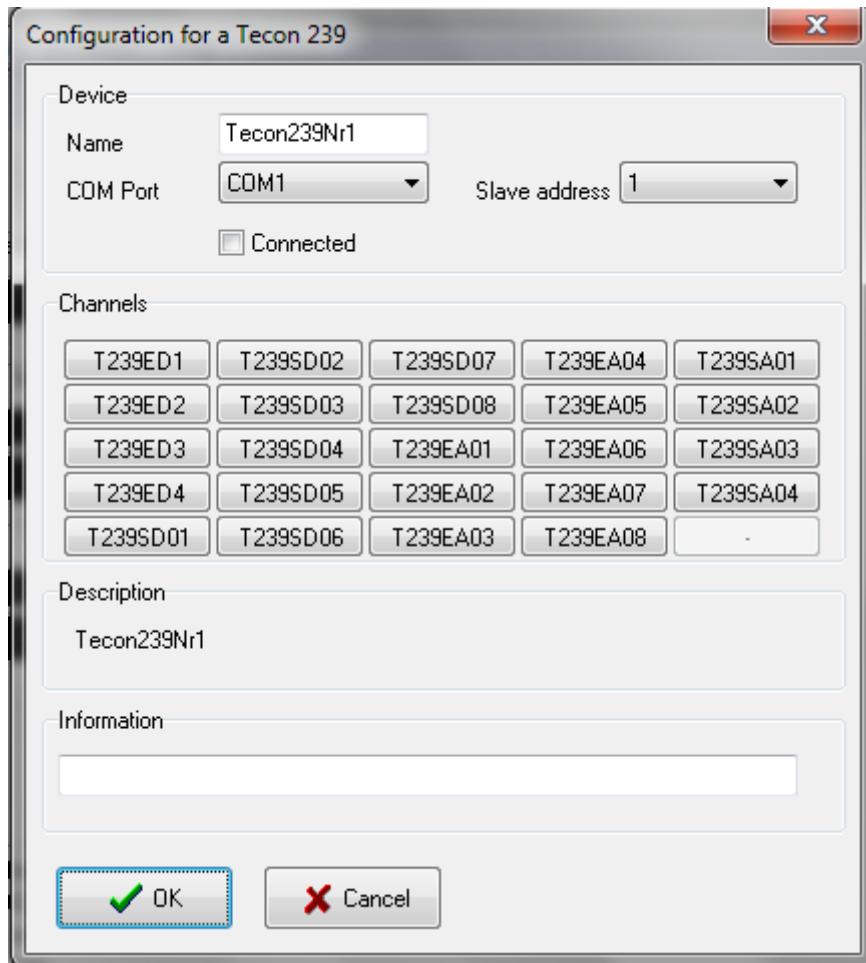 Configuration for a Tecon 239
Device
Name Tecon239Nr1
COM Port COM1 Slave address 1
Connected
Channels
T239ED1 T239SD02 T239SD07 T239EA04 T239SA01
T239ED2 T239SD03 T239SD08 T239EA05 T239SA02
T239ED3 T239SD04 T239EA01 T239EA06 T239SA03
T239ED4 T239SD05 T239EA02 T239EA07 T239SA04
T239SD01 T239SD06 T239EA03 T239EA08 -
Description
Tecon239Nr1
Information
OK Cancel